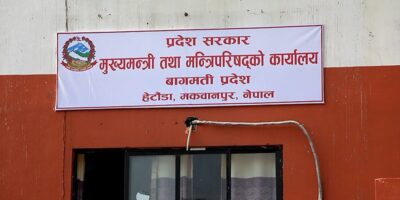 प्रदेश सरकार
मुख्यमन्त्री तथा मन्त्रिपरिषद्को कार्यालय
बागमती प्रदेश
हेटौंडा, मकवानपुर, नेपाल